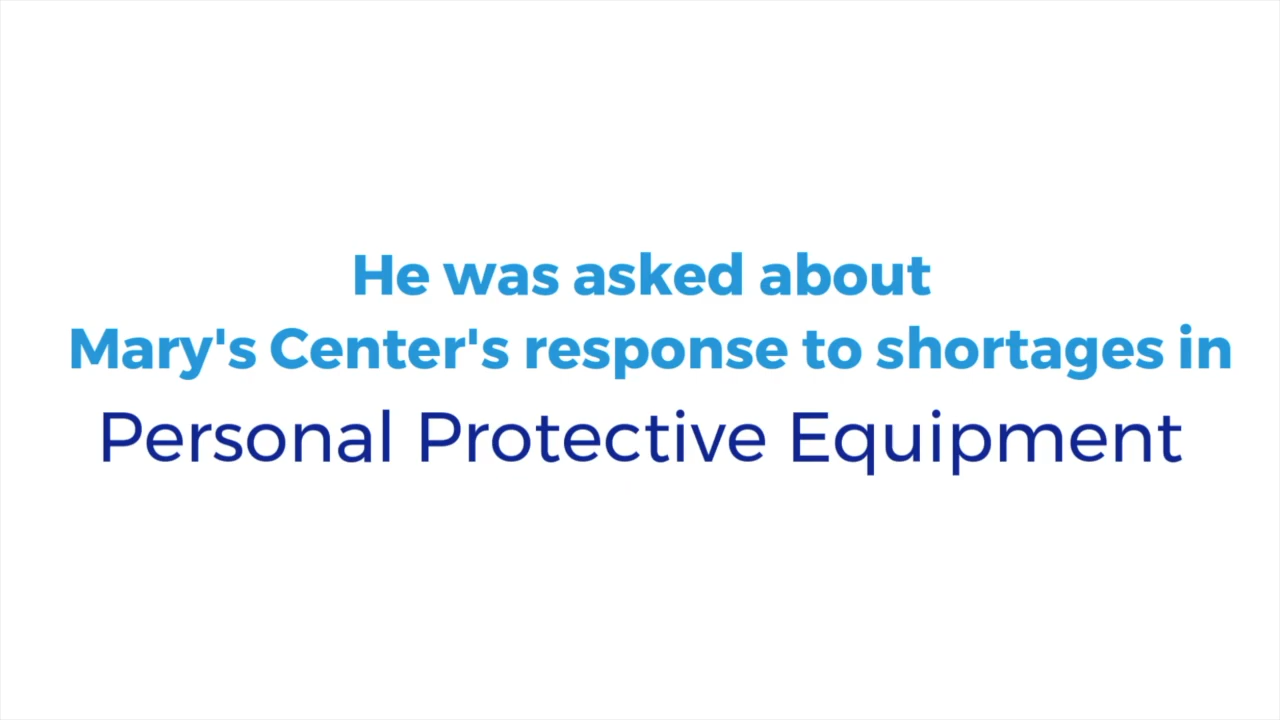 He was asked about
Mary's Center's response to shortages in
Personal Protective Equipment